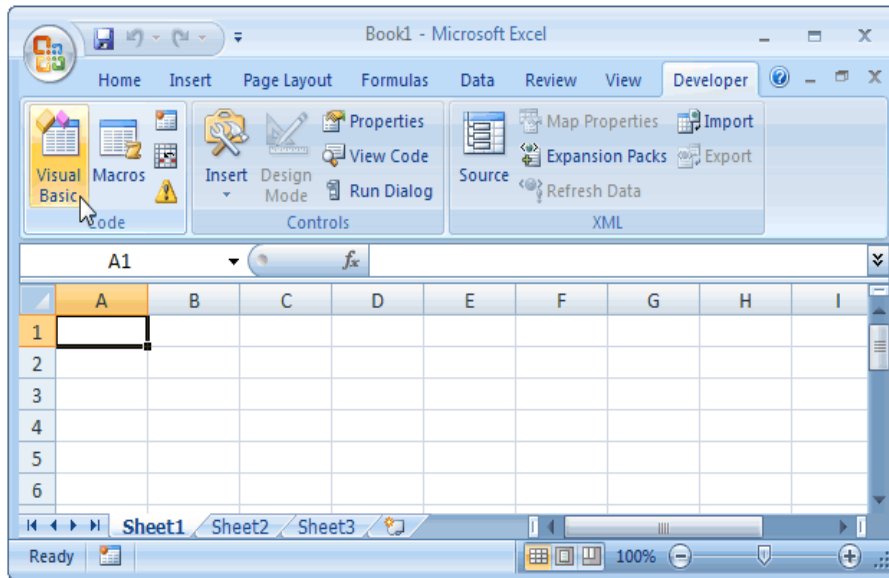 Book1 - Microsoft Excel
Home Insert Page Layout Formulas Data Review View Developer
Visual Basic
Macros
Code
Insert
Design Mode
Properties
View Code
Run Dialog
Controls
Source
Map Properties
Expansion Packs
Refresh Data
Import
Export
XML
A1 fx
A B C D E F G H I
1
2
3
4
5
6
Sheet1 Sheet2 Sheet3
Ready 100%